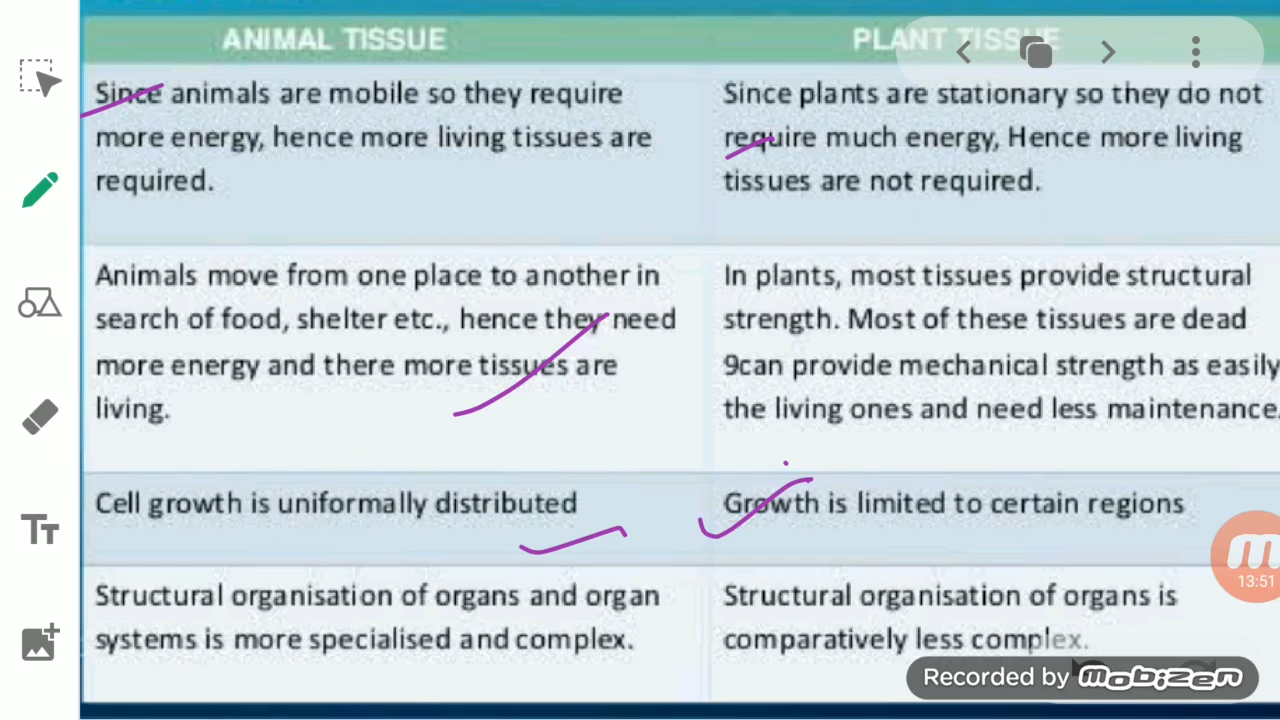 ANIMAL TISSUE
PLANT TISSUE
Since animals are mobile so they require
more energy, hence more living tissues are
required.
Since plants are stationary so they do not
require much energy, Hence more living
tissues are not required.
Animals move from one place to another in
search of food, shelter etc., hence they need
more energy and there more tissues are
living.
In plants, most tissues provide structural
strength. Most of these tissues are dead
9can provide mechanical strength as easily
the living ones and need less maintenance.
Cell growth is uniformally distributed
Growth is limited to certain regions
Structural organisation of organs and organ
systems is more specialised and complex.
Structural organisation of organs is
comparatively less complex.
Tт
13:51
Recorded by mobizen